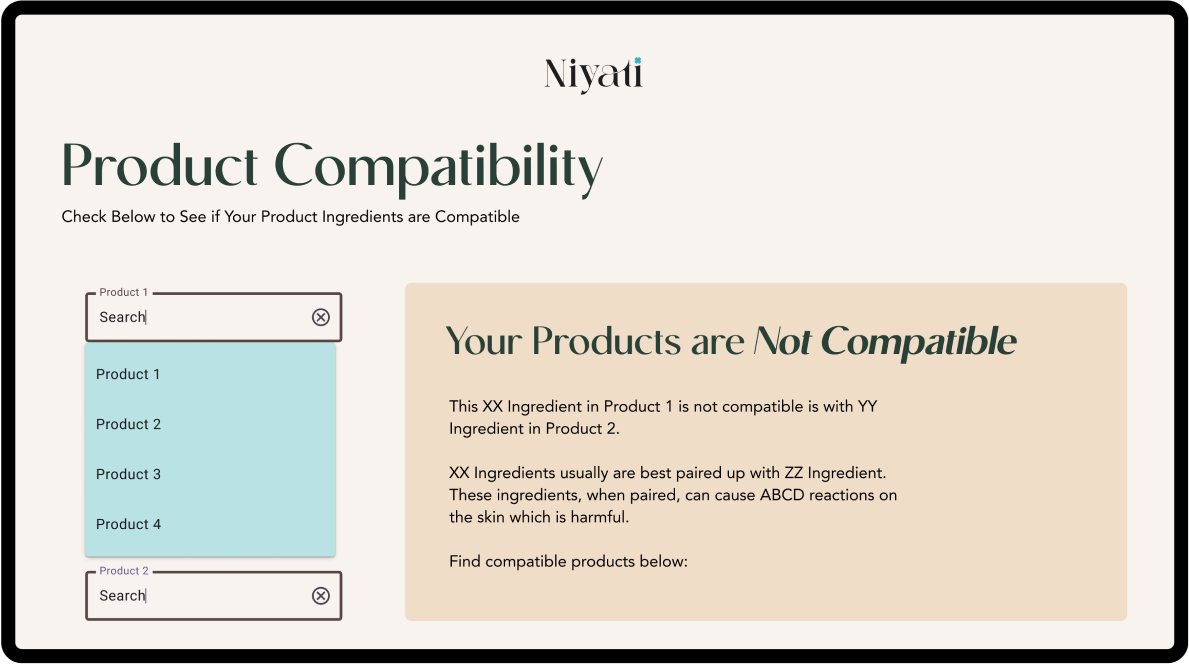 Niyati
Product Compatibility
Check Below to See if Your Product Ingredients are Compatible
Product 1
Search
Product 1
Product 2
Product 3
Product 4
Product 2
Search
Your Products are Not Compatible
This XX Ingredient in Product 1 is not compatible is with YY
Ingredient in Product 2.
XX Ingredients usually are best paired up with ZZ Ingredient.
These ingredients, when paired, can cause ABCD reactions on
the skin which is harmful.
Find compatible products below: